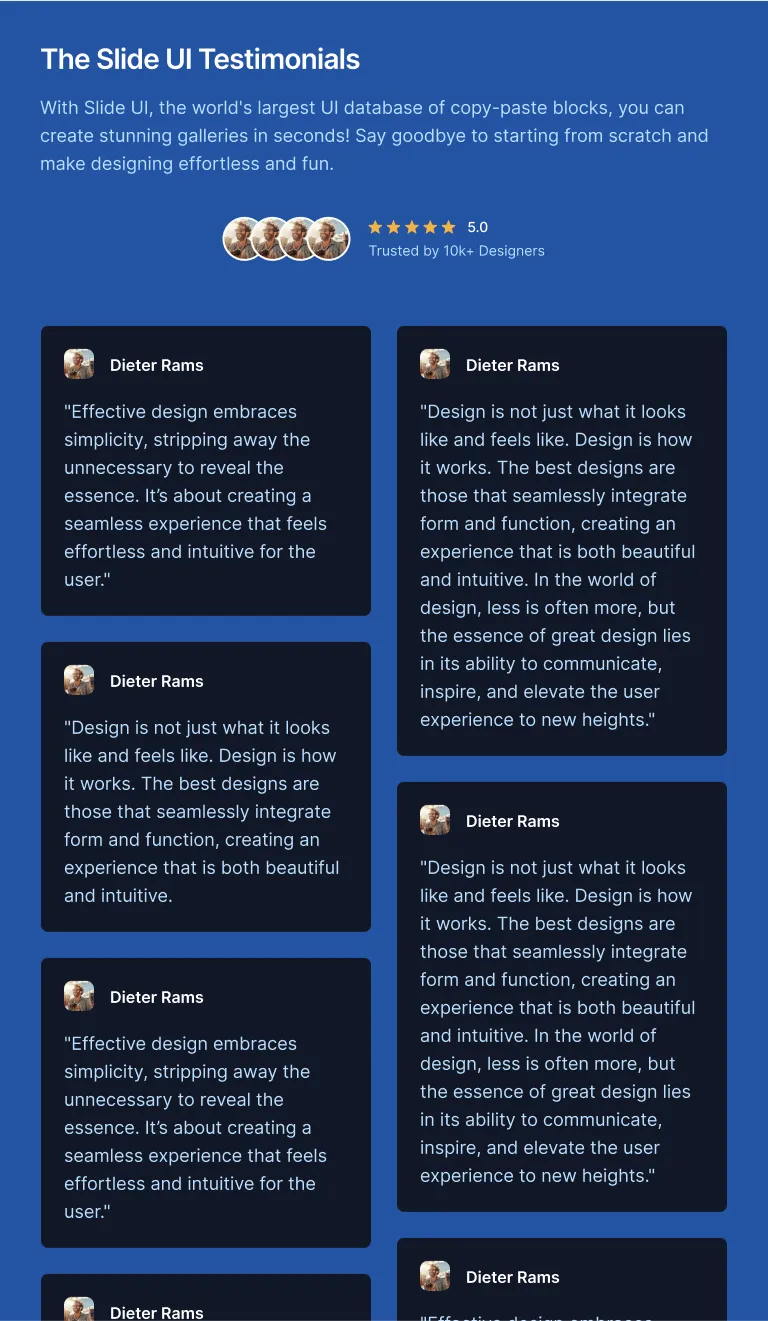 The Slide UI Testimonials
With Slide UI, the world's largest UI database of copy-paste blocks, you can
create stunning galleries in seconds! Say goodbye to starting from scratch and
make designing effortless and fun.
5.0
Trusted by 10k+ Designers
Dieter Rams
"Effective design embraces
simplicity, stripping away the
unnecessary to reveal the
essence. It’s about creating a
seamless experience that feels
effortless and intuitive for the
user."
Dieter Rams
"Design is not just what it looks
like and feels like. Design is how
it works. The best designs are
those that seamlessly integrate
form and function, creating an
experience that is both beautiful
and intuitive.
Dieter Rams
"Effective design embraces
simplicity, stripping away the
unnecessary to reveal the
essence. It’s about creating a
seamless experience that feels
effortless and intuitive for the
user."
Dieter Rams
Dieter Rams
"Design is not just what it looks
like and feels like. Design is how
it works. The best designs are
those that seamlessly integrate
form and function, creating an
experience that is both beautiful
and intuitive. In the world of
design, less is often more, but
the essence of great design lies
in its ability to communicate,
inspire, and elevate the user
experience to new heights."
Dieter Rams
"Design is not just what it looks
like and feels like. Design is how
it works. The best designs are
those that seamlessly integrate
form and function, creating an
experience that is both beautiful
and intuitive. In the world of
design, less is often more, but
the essence of great design lies
in its ability to communicate,
inspire, and elevate the user
experience to new heights."
Dieter Rams
"Effective design embraces